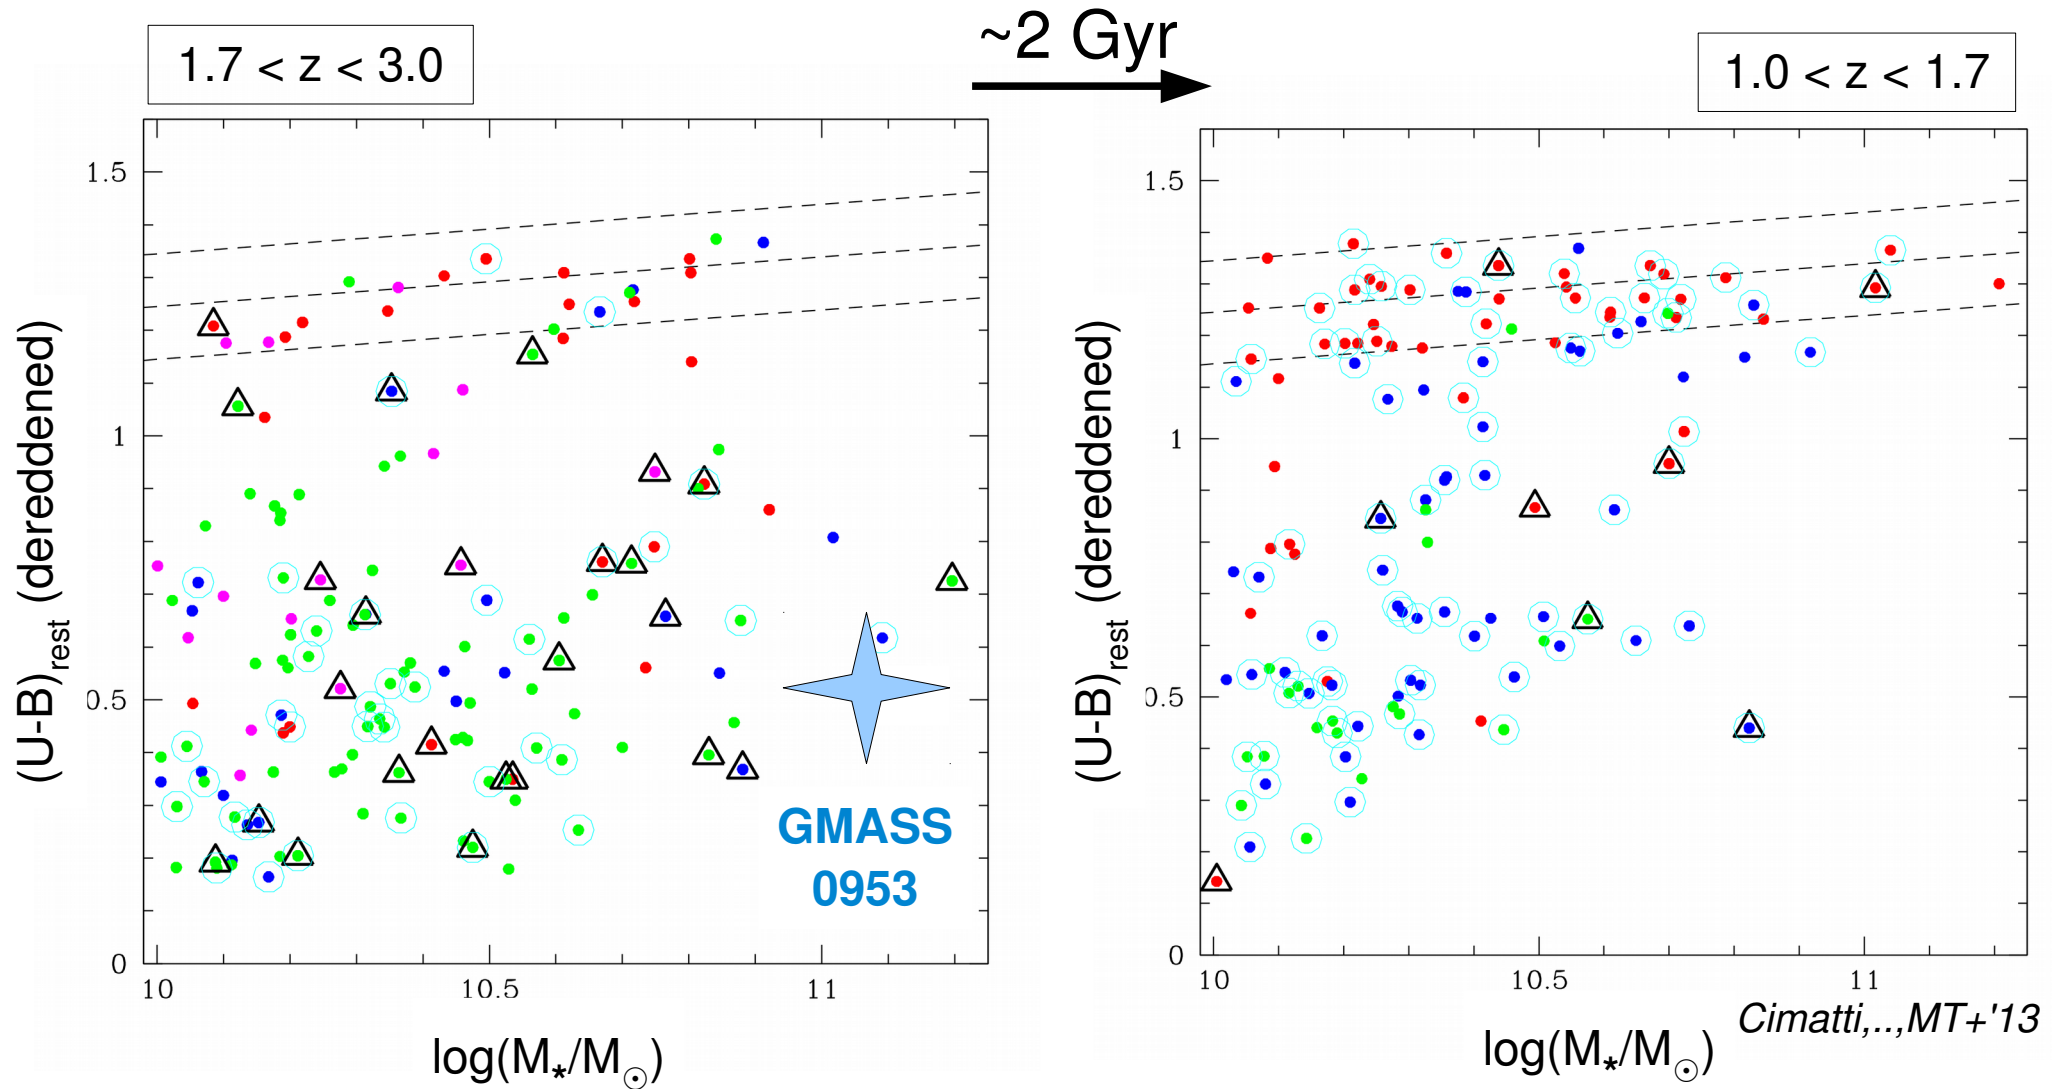 ~2 Gyr
1.7 < z < 3.0
1.0 < z < 1.7
1.5
1
0.5
0
10
10.5
11
(U-B)rest (dereddened)
log(M*/M☉)
GMASS
0953
1.5
1
0.5
0
10
10.5
11
(U-B)rest (dereddened)
log(M*/M☉)
Cimatti,..,MT+'13